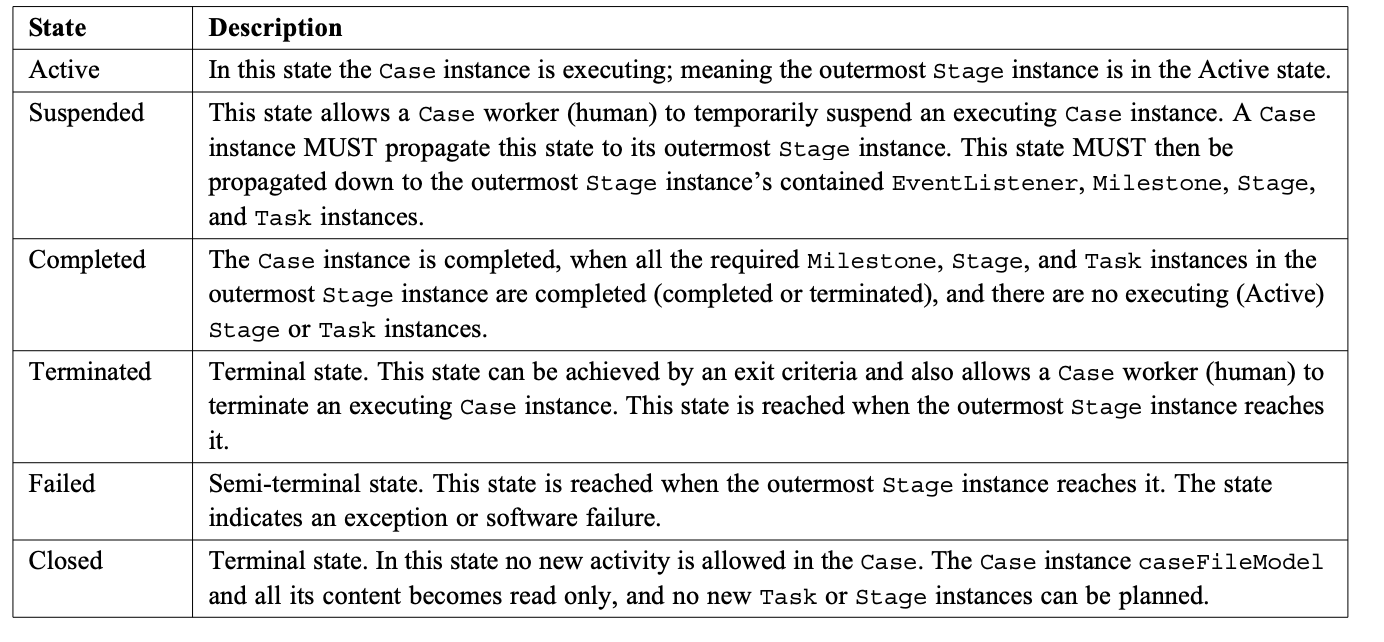 State Description
Active In this state the Case instance is executing; meaning the outermost Stage instance is in the Active state.
Suspended This state allows a Case worker (human) to temporarily suspend an executing Case instance. A Case
instance MUST propagate this state to its outermost Stage instance. This state MUST then be
propagated down to the outermost Stage instance’s contained EventListener, Milestone, Stage,
and Task instances.
Completed The Case instance is completed, when all the required Milestone, Stage, and Task instances in the
outermost Stage instance are completed (completed or terminated), and there are no executing (Active)
Stage or Task instances.
Terminated Terminal state. This state can be achieved by an exit criteria and also allows a Case worker (human) to
terminate an executing Case instance. This state is reached when the outermost Stage instance reaches
it.
Failed Semi-terminal state. This state is reached when the outermost Stage instance reaches it. The state
indicates an exception or software failure.
Closed Terminal state. In this state no new activity is allowed in the Case. The Case instance caseFileModel
and all its content becomes read only, and no new Task or Stage instances can be planned.